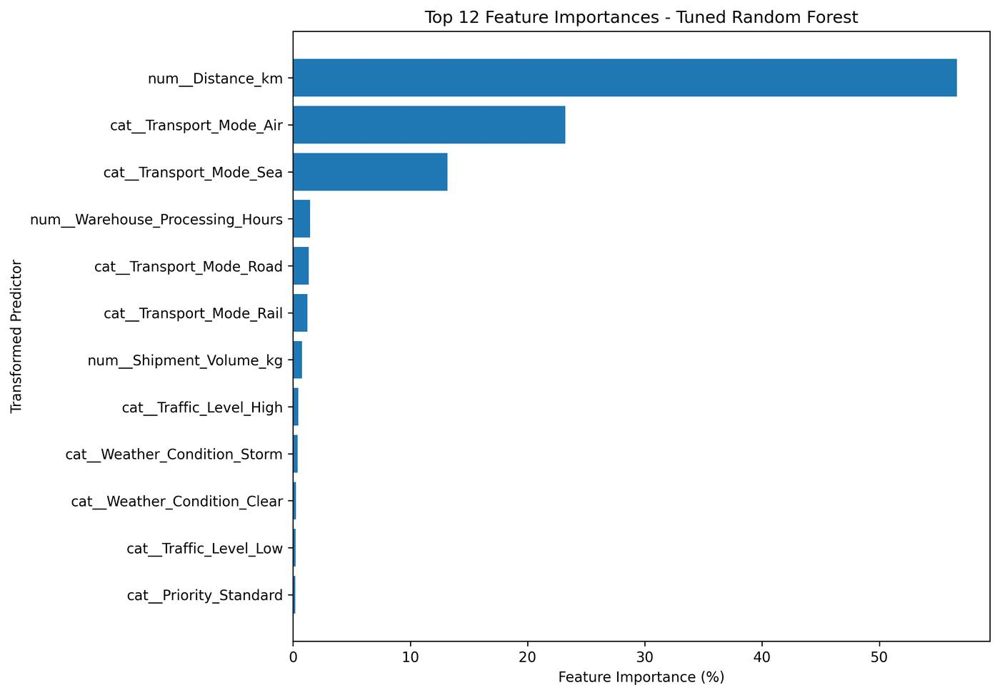 Top 12 Feature Importances - Tuned Random Forest
Transformed Predictor
num__Distance_km
cat__Transport_Mode_Air
cat__Transport_Mode_Sea
num__Warehouse_Processing_Hours
cat__Transport_Mode_Road
cat__Transport_Mode_Rail
num__Shipment_Volume_kg
cat__Traffic_Level_High
cat__Weather_Condition_Storm
cat__Weather_Condition_Clear
cat__Traffic_Level_Low
cat__Priority_Standard
0 10 20 30 40 50
Feature Importance (%)